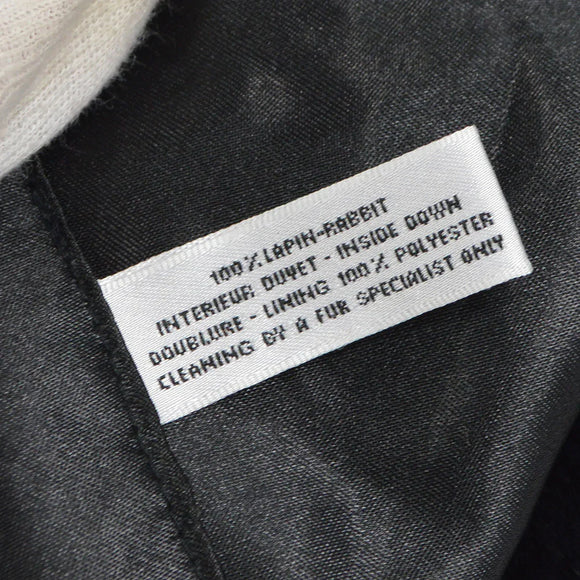 100% LAPIN-RABBIT
INTERIEUR DUVET - INSIDE DOWN
DOUBLURE - LINING 100% POLYESTER
CLEANING BY A FUR SPECIALIST ONLY